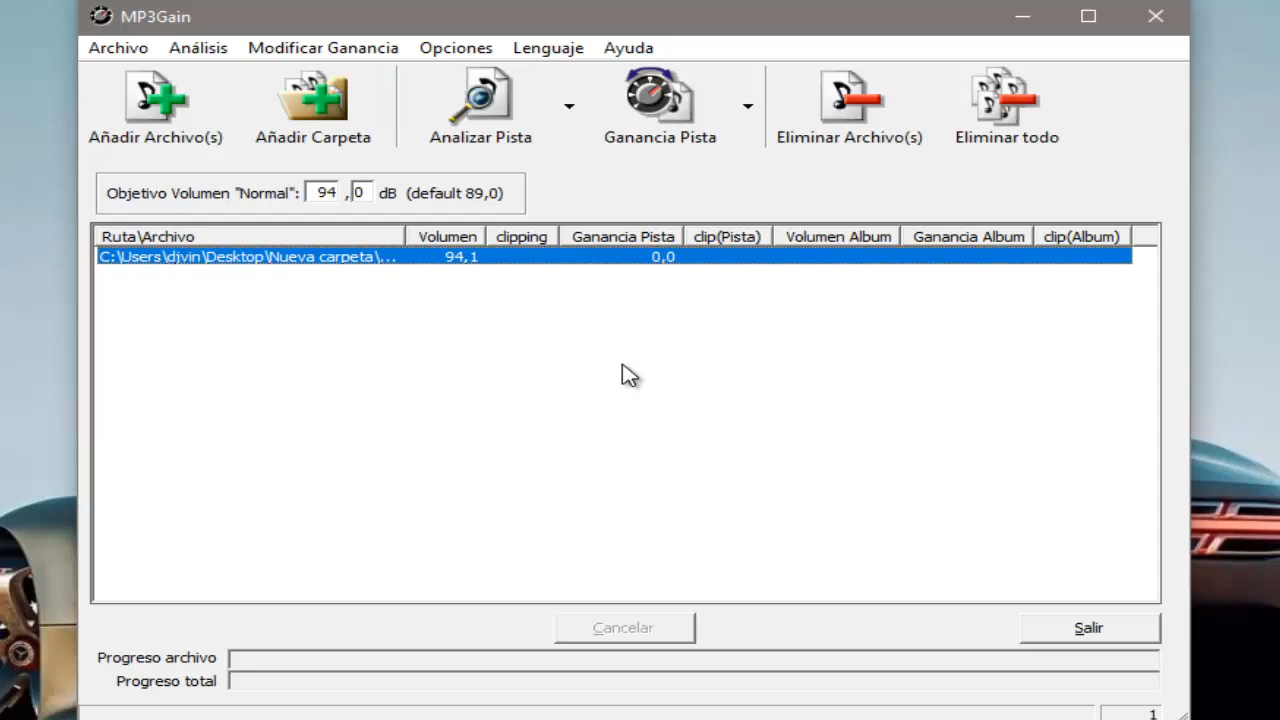 MP3Gain
Archivo Análisis Modificar Ganancia Opciones Lenguaje Ayuda
Añadir Archivo(s) Añadir Carpeta Analizar Pista Ganancia Pista Eliminar Archivo(s) Eliminar todo
Objetivo Volumen "Normal": 94 ,0 dB (default 89,0)
Ruta\Archivo Volumen clipping Ganancia Pista clip(Pista) Volumen Album Ganancia Album clip(Album)
C:\Users\djvin\Desktop\Nueva carpeta\... 94,1 0,0
Cancelar Salir
Progreso archivo
Progreso total
1